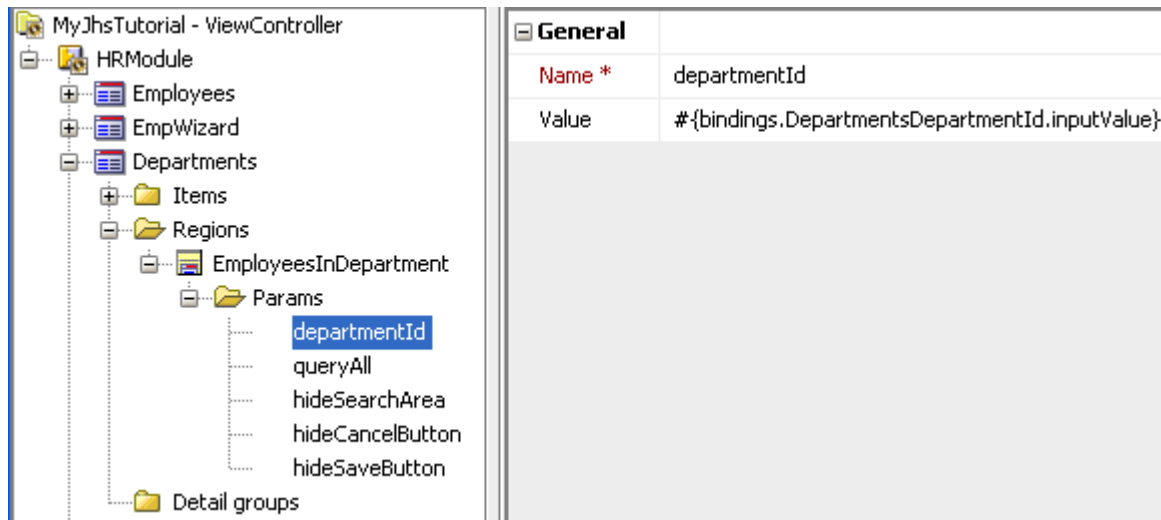 MyJhsTutorial - ViewController
HRModule
Employees
EmpWizard
Departments
Items
Regions
EmployeesInDepartment
Params
departmentId
queryAll
hideSearchArea
hideCancelButton
hideSaveButton
Detail groups
General
Name * departmentId
Value #{bindings.DepartmentsDepartmentId.inputValue}